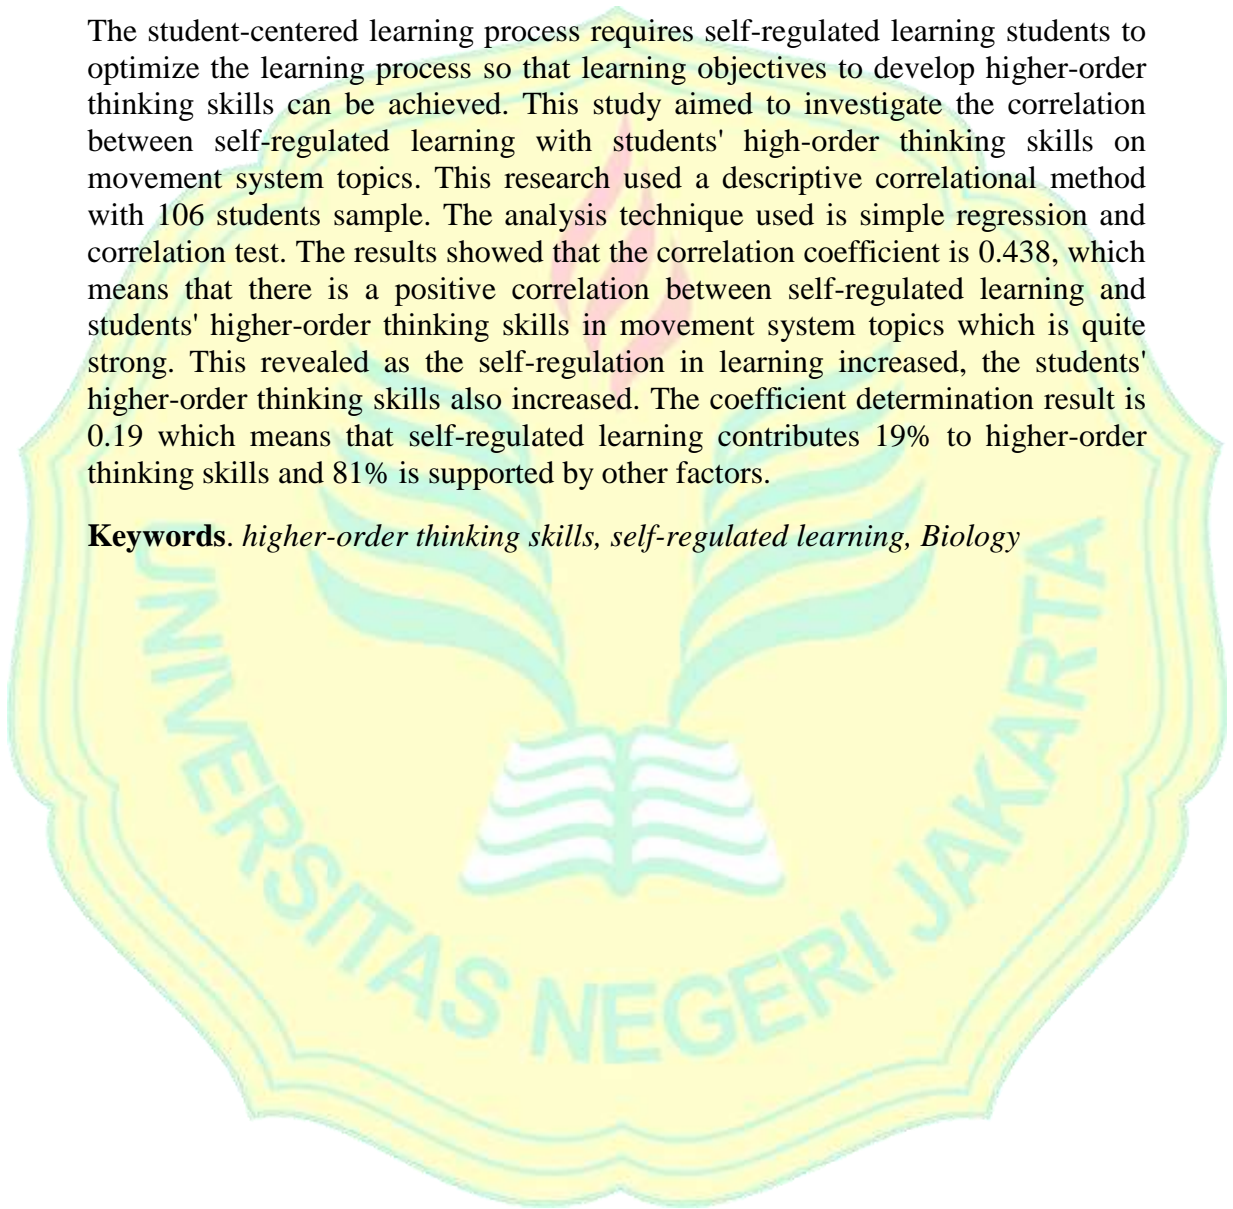 The student-centered learning process requires self-regulated learning students to
optimize the learning process so that learning objectives to develop higher-order
thinking skills can be achieved. This study aimed to investigate the correlation
between self-regulated learning with students' high-order thinking skills on
movement system topics. This research used a descriptive correlational method
with 106 students sample. The analysis technique used is simple regression and
correlation test. The results showed that the correlation coefficient is 0.438, which
means that there is a positive correlation between self-regulated learning and
students' higher-order thinking skills in movement system topics which is quite
strong. This revealed as the self-regulation in learning increased, the students'
higher-order thinking skills also increased. The coefficient determination result is
0.19 which means that self-regulated learning contributes 19% to higher-order
thinking skills and 81% is supported by other factors.
Keywords. higher-order thinking skills, self-regulated learning, Biology
UNIVERSITAS NEGERI JAKARTA